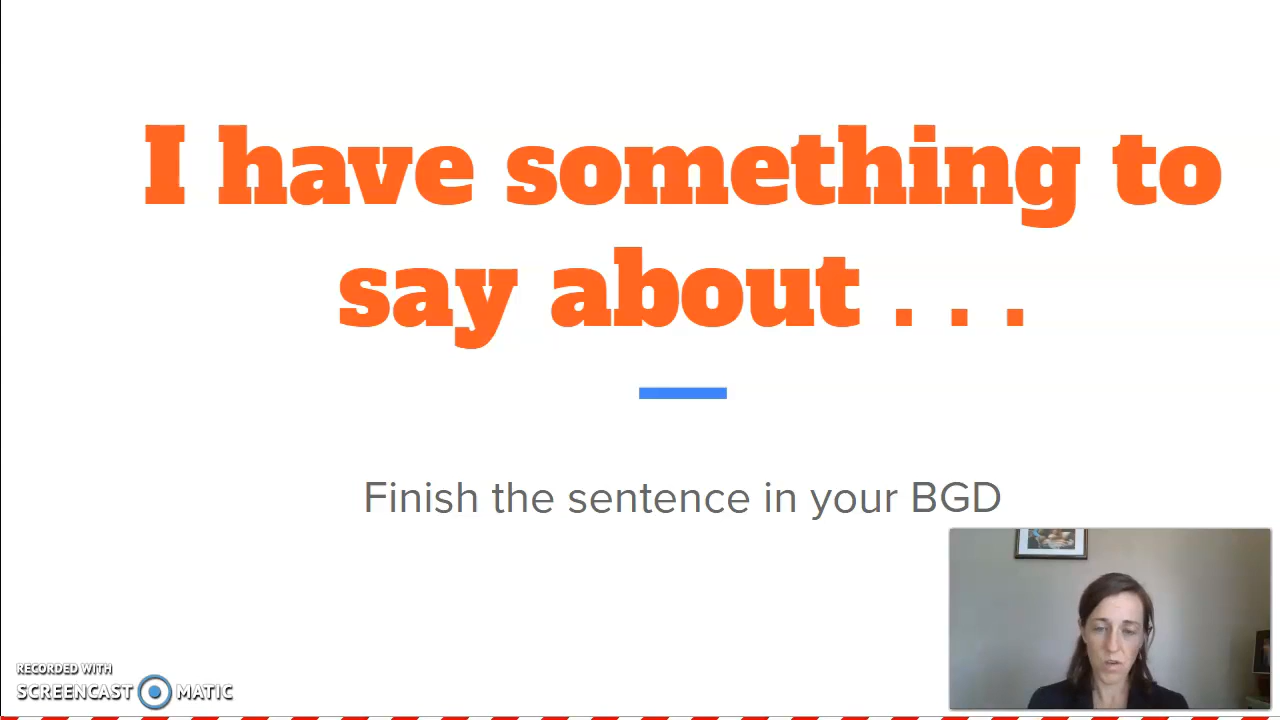 I have something to
say about . . .
Finish the sentence in your BGD
RECORDED WITH
SCREENCAST MATIC